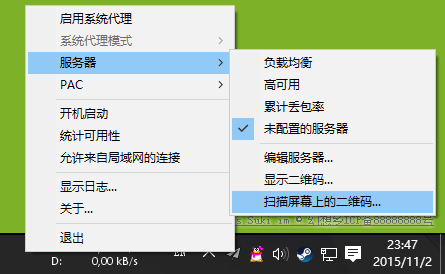 启用系统代理
系统代理模式
服务器
PAC
开机启动
统计可用性
允许来自局域网的连接
显示日志...
关于...
退出
负载均衡
高可用
累计丢包率
未配置的服务器
编辑服务器...
显示二维码...
扫描屏幕上的二维码...
D: 0,00 kB/s
23:47
2015/11/2